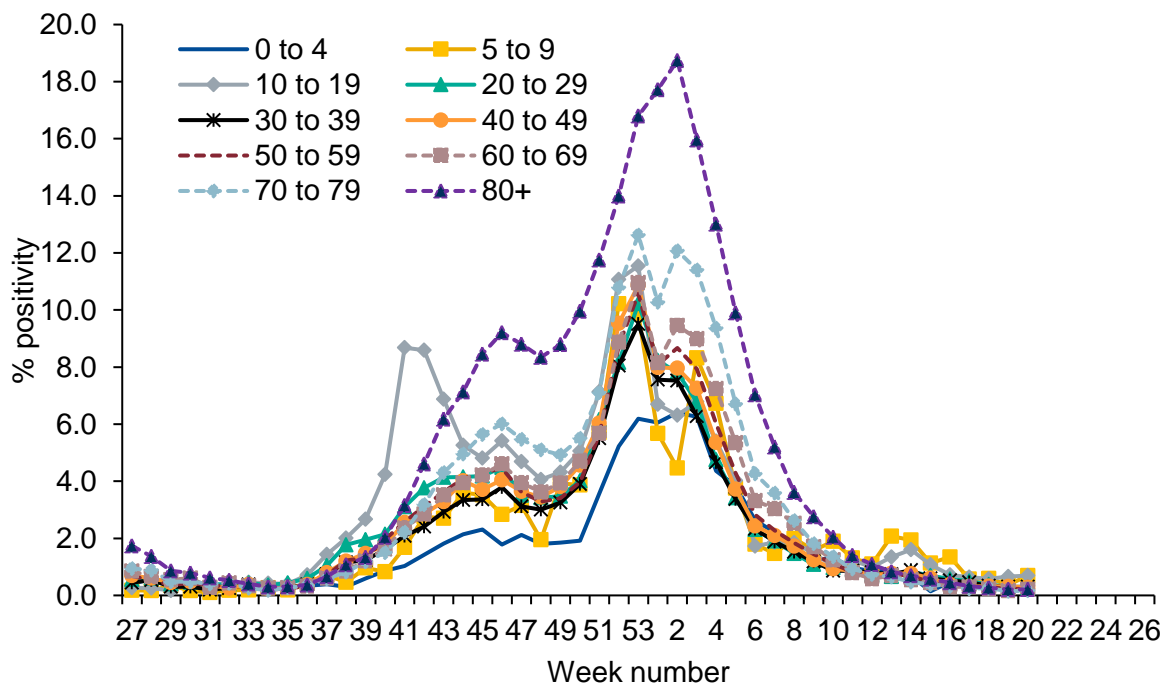 20.0
18.0
16.0
14.0
12.0
10.0
8.0
6.0
4.0
2.0
0.0
% positivity
0 to 4 5 to 9
10 to 19 20 to 29
30 to 39 40 to 49
50 to 59 60 to 69
70 to 79 80+
27 29 31 33 35 37 39 41 43 45 47 49 51 53 2 4 6 8 10 12 14 16 18 20 22 24 26
Week number